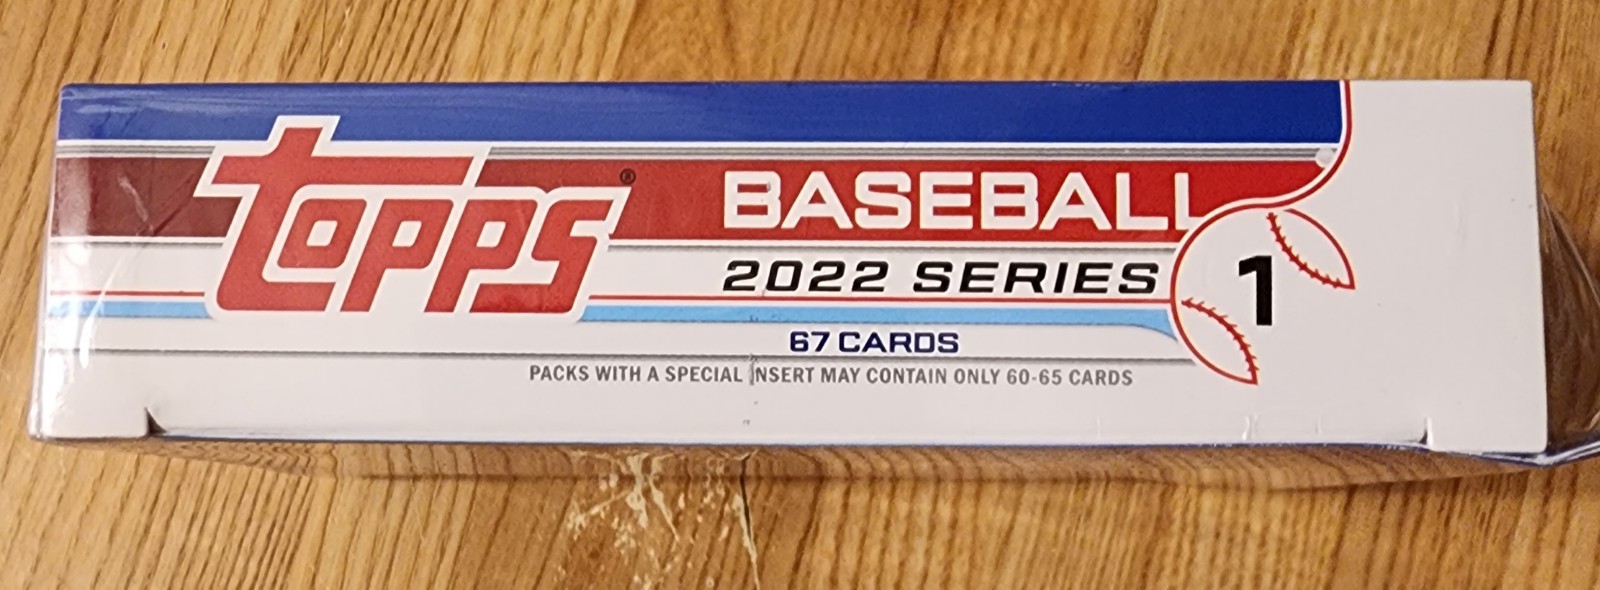 Topps®
BASEBALL
2022 SERIES 1
67 CARDS
PACKS WITH A SPECIAL INSERT MAY CONTAIN ONLY 60-65 CARDS